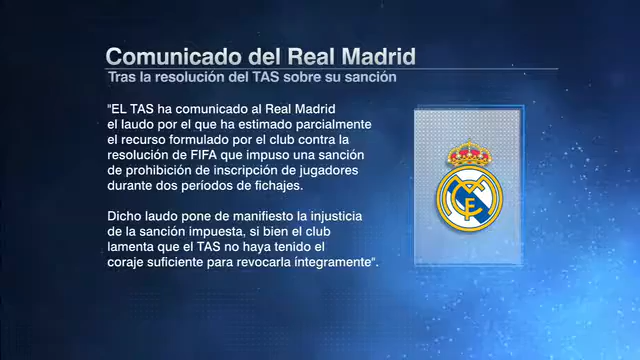 Comunicado del Real Madrid
Tras la resolución del TAS sobre su sanción
"EL TAS ha comunicado al Real Madrid
el laudo por el que ha estimado parcialmente
el recurso formulado por el club contra la
resolución de FIFA que impuso una sanción
de prohibición de inscripción de jugadores
durante dos períodos de fichajes.
Dicho laudo pone de manifiesto la injusticia
de la sanción impuesta, si bien el club
lamenta que el TAS no haya tenido el
coraje suficiente para revocarla íntegramente".